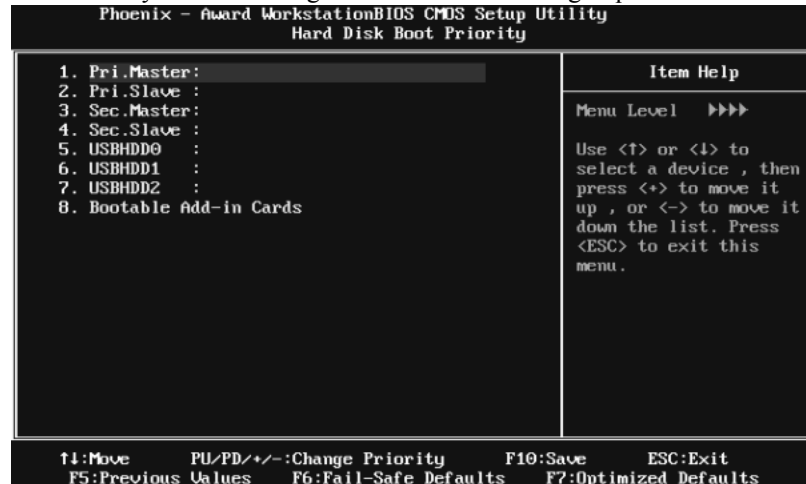 Phoenix - Award WorkstationBIOS CMOS Setup Utility
Hard Disk Boot Priority
1. Pri.Master:
2. Pri.Slave :
3. Sec.Master:
4. Sec.Slave :
5. USBHDD0 :
6. USBHDD1 :
7. USBHDD2 :
8. Bootable Add-in Cards
Item Help
Menu Level ▶▶▶▶
Use <↑> or <↓> to
select a device , then
press <+> to move it
up , or <-> to move it
down the list. Press
<ESC> to exit this
menu.
↑↓:Move PU/PD/+/-:Change Priority F10:Save ESC:Exit
F5:Previous Values F6:Fail-Safe Defaults F7:Optimized Defaults